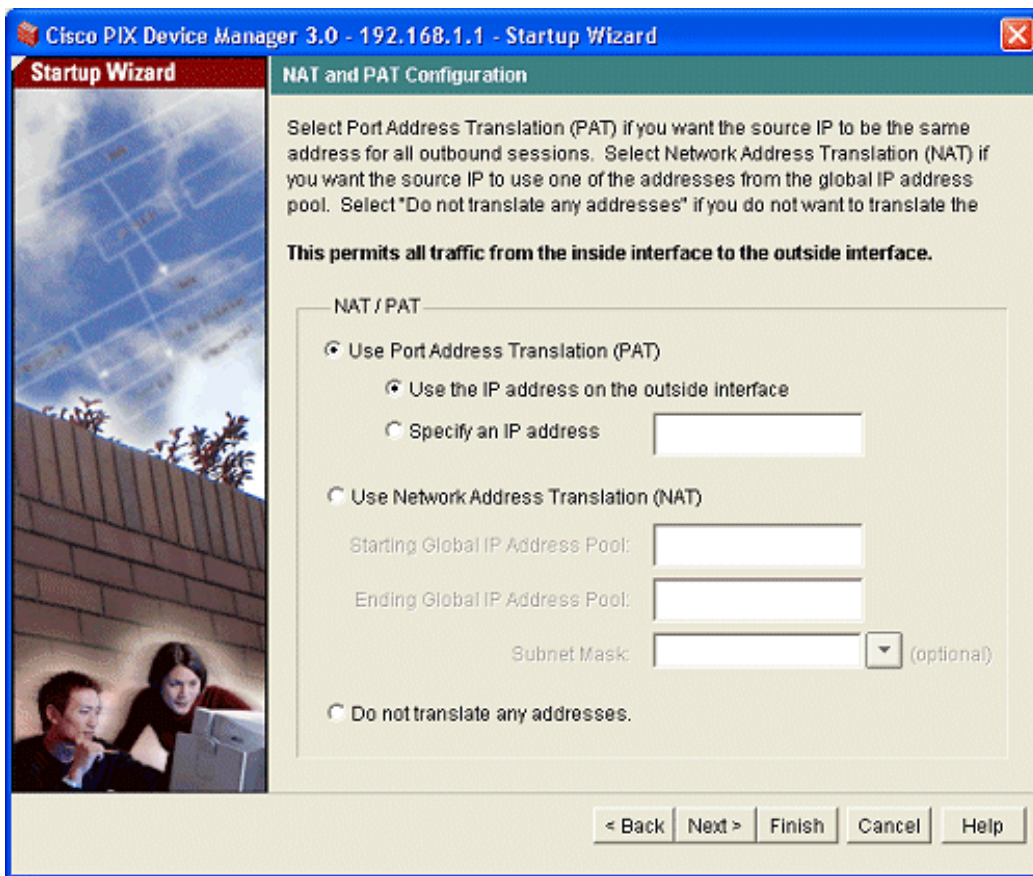 Cisco PIX Device Manager 3.0 - 192.168.1.1 - Startup Wizard
Startup Wizard
NAT and PAT Configuration
Select Port Address Translation (PAT) if you want the source IP to be the same
address for all outbound sessions. Select Network Address Translation (NAT) if
you want the source IP to use one of the addresses from the global IP address
pool. Select "Do not translate any addresses" if you do not want to translate the
This permits all traffic from the inside interface to the outside interface.
NAT / PAT
Use Port Address Translation (PAT)
Use the IP address on the outside interface
Specify an IP address
Use Network Address Translation (NAT)
Starting Global IP Address Pool:
Ending Global IP Address Pool:
Subnet Mask:
(optional)
Do not translate any addresses.
< Back
Next >
Finish
Cancel
Help